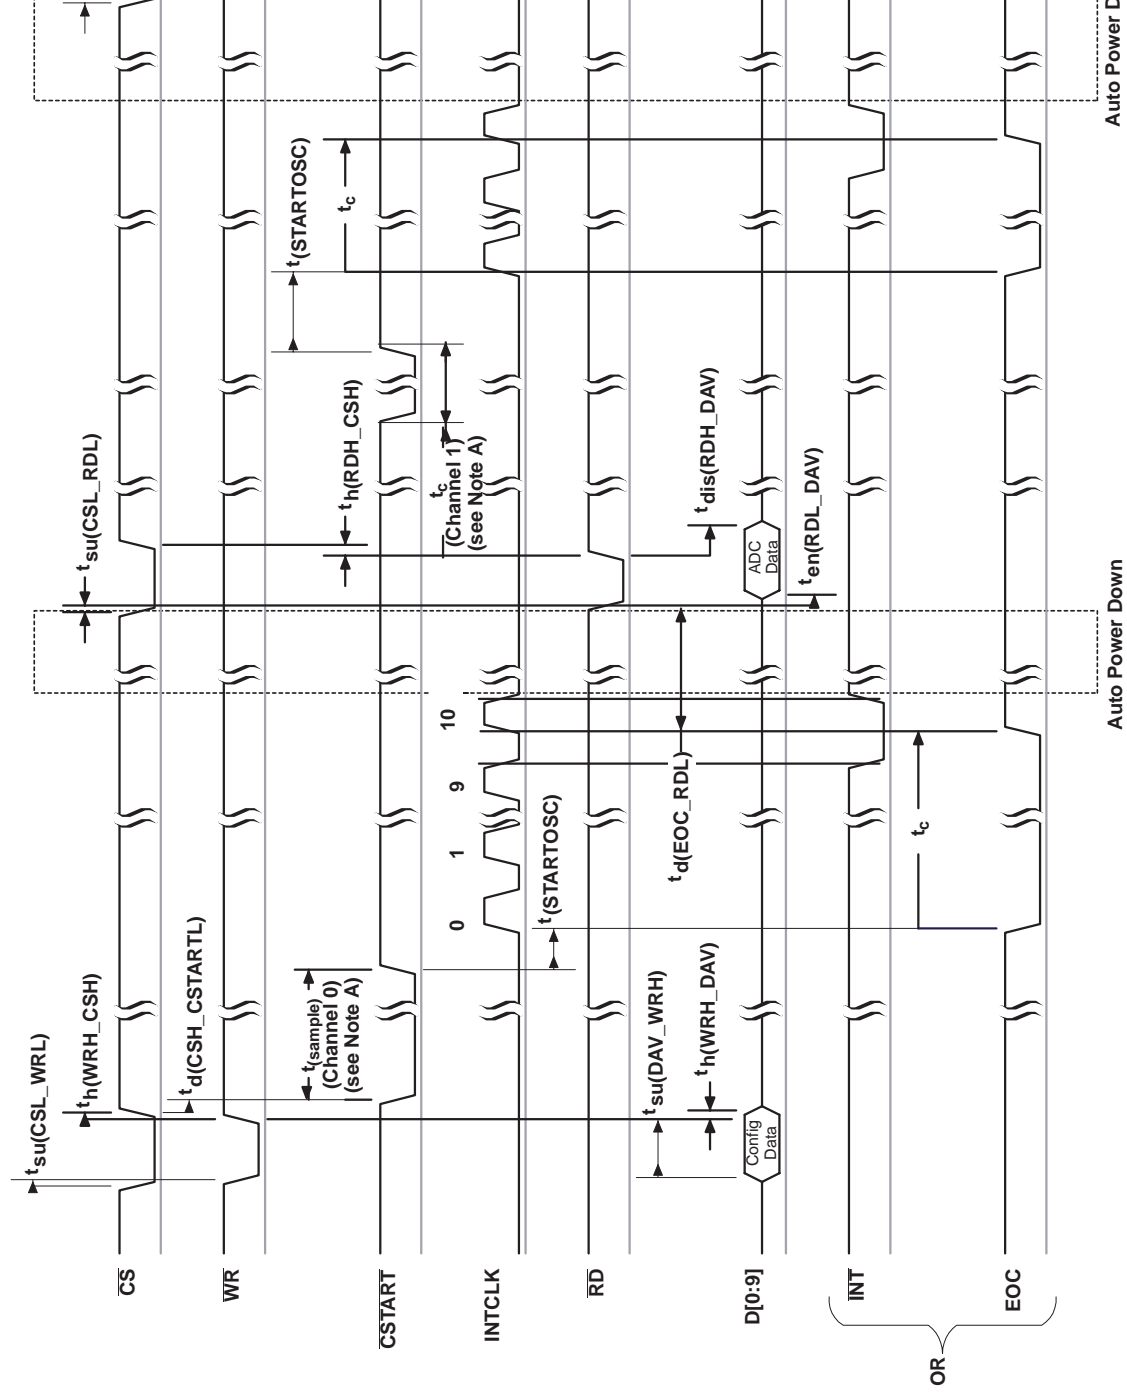 CS
WR
CSTART
INTCLK
RD
D[0:9]
INT
EOC
OR
tsu(CSL_WRL)
th(WRH_CSH)
td(CSH_CSTARTL)
t(sample)
(Channel 0)
(see Note A)
0
1
9
10
t(STARTOSC)
tsu(DAV_WRH)
th(WRH_DAV)
Config
Data
tc
td(EOC_RDL)
Auto Power Down
tsu(CSL_RDL)
th(RDH_CSH)
tc
(Channel 1)
(see Note A)
tdis(RDH_DAV)
ADC
Data
ten(RDL_DAV)
t(STARTOSC)
tc
Auto Power D